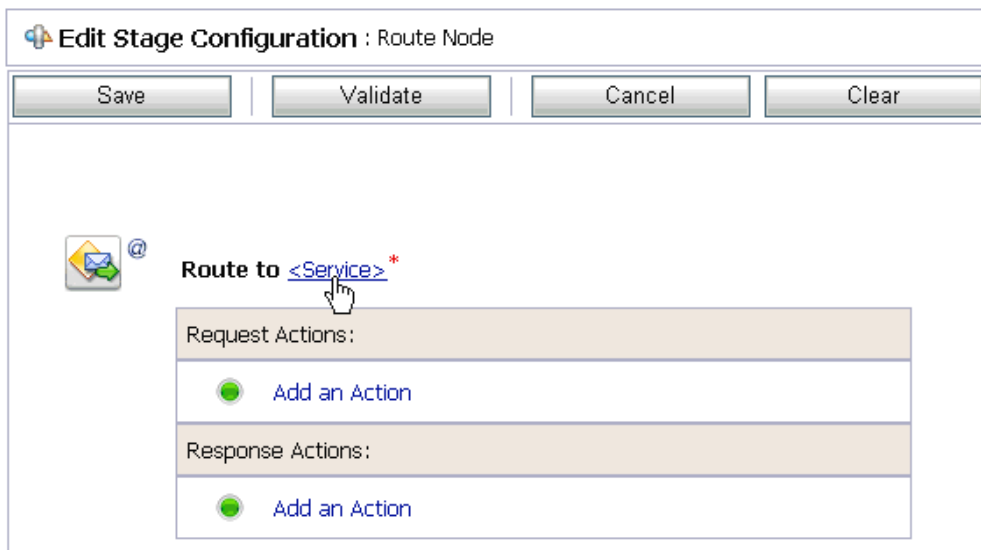 Edit Stage Configuration : Route Node
Save Validate Cancel Clear
@
Route to <Service>*
Request Actions:
Add an Action
Response Actions:
Add an Action